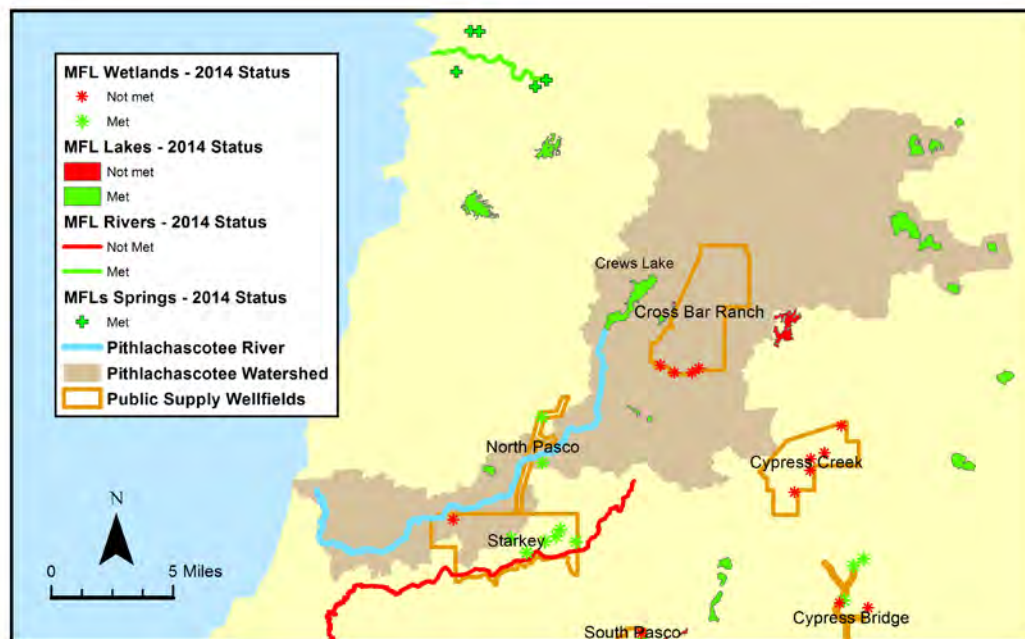 MFL Wetlands - 2014 Status
Not met
Met
MFL Lakes - 2014 Status
Not met
Met
MFL Rivers - 2014 Status
Not Met
Met
MFLs Springs - 2014 Status
Met
Pithlachascotee River
Pithlachascotee Watershed
Public Supply Wellfields
Crews Lake
Cross Bar Ranch
North Pasco
Cypress Creek
N
Starkey
0 5 Miles
Cypress Bridge
South Pasco